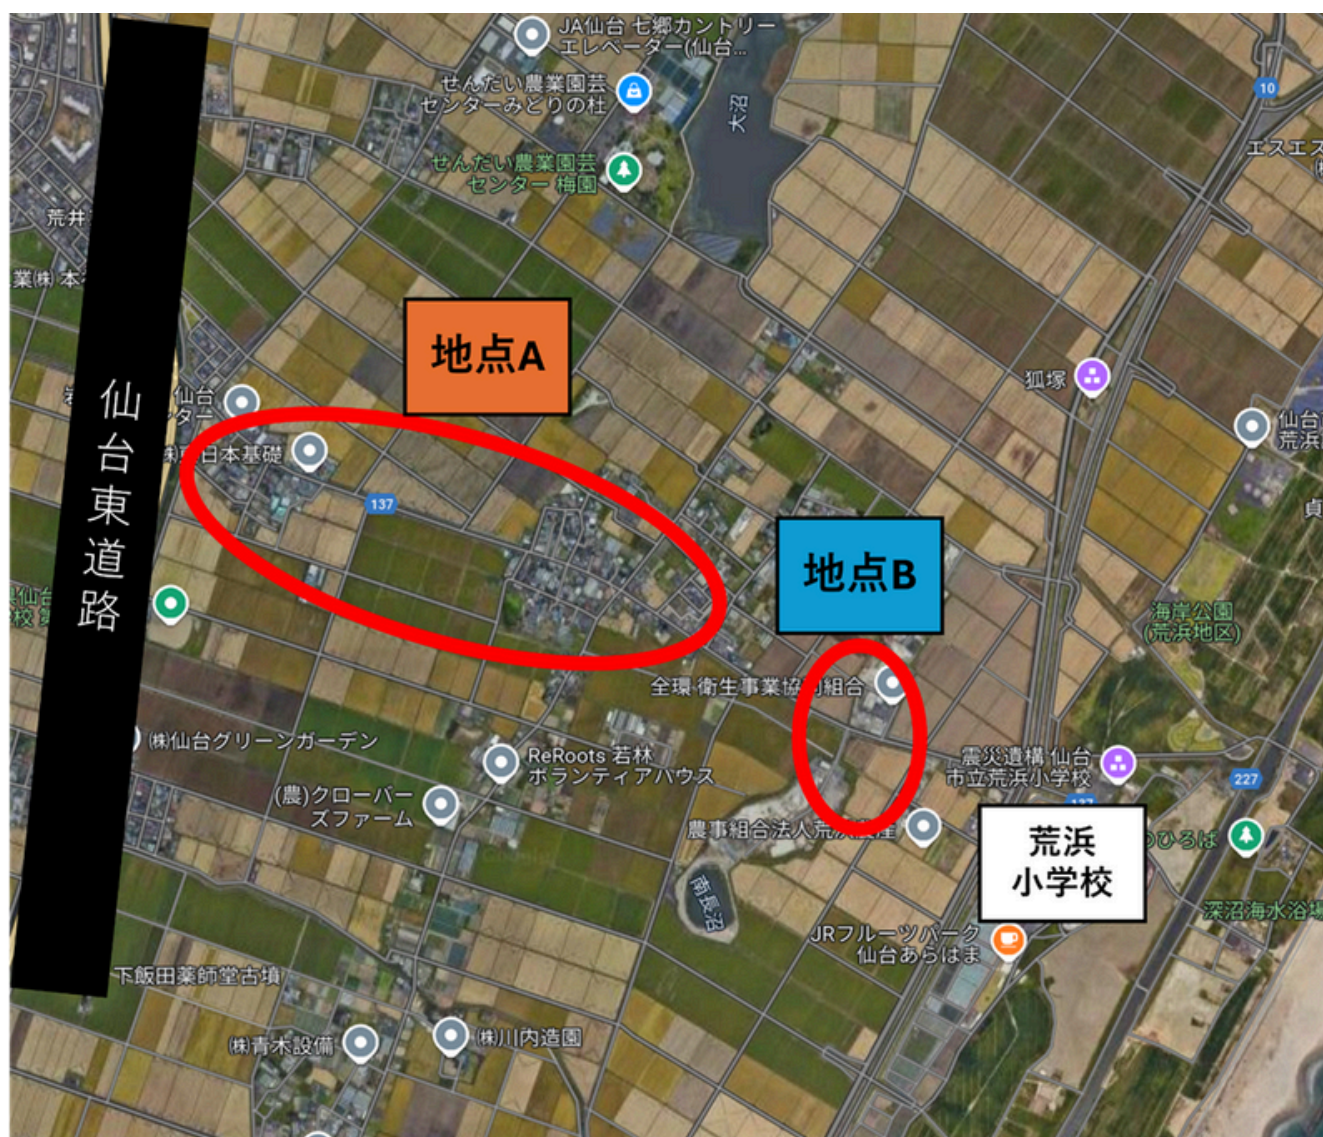 JA仙台 七郷カントリー
エレベーター(仙台...
せんだい農業園芸
センターみどりの杜
大沼
10
せんだい農業園芸
センター 梅園
エスエス
荒井
業㈱ 本
地点A
狐塚
仙台
ター
仙台
荒浜
㈱東日本基礎
137
仙台東道路
地点B
仙台
校
海岸公園
(荒浜地区)
全環 衛生事業協同組合
㈱仙台グリーンガーデン
ReRoots 若林
ボランティアハウス
震災遺構 仙台
市立荒浜小学校
227
137
(農)クローバー
ズファーム
農事組合法人荒浜農産
荒浜
小学校
のひろば
南長沼
深沼海水浴場
JRフルーツパーク
仙台あらはま
下飯田薬師堂古墳
㈱青木設備
㈱川内造園